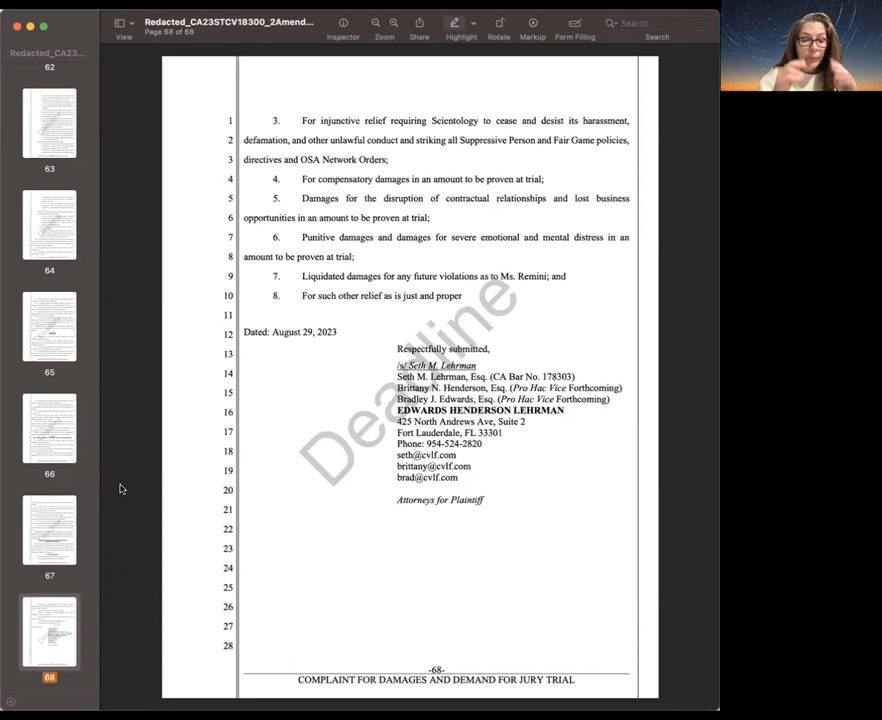 Redacted_CA23STCV18300_2Amend...
Page 68 of 68
View
Inspector
Zoom
Share
Highlight
Rotate
Markup
Form Filling
Search
Search
Redacted_CA23...
62
63
64
65
66
67
68
1 3. For injunctive relief requiring Scientology to cease and desist its harassment,
2 defamation, and other unlawful conduct and striking all Suppressive Person and Fair Game policies,
3 directives and OSA Network Orders;
4 4. For compensatory damages in an amount to be proven at trial;
5 5. Damages for the disruption of contractual relationships and lost business
6 opportunities in an amount to be proven at trial;
7 6. Punitive damages and damages for severe emotional and mental distress in an
8 amount to be proven at trial;
9 7. Liquidated damages for any future violations as to Ms. Remini; and
10 8. For such other relief as is just and proper
11
12 Dated: August 29, 2023
13 Respectfully submitted,
14 /s/ Seth M. Lehrman
Seth M. Lehrman, Esq. (CA Bar No. 178303)
15 Brittany N. Henderson, Esq. (Pro Hac Vice Forthcoming)
Bradley J. Edwards, Esq. (Pro Hac Vice Forthcoming)
16 EDWARDS HENDERSON LEHRMAN
425 North Andrews Ave, Suite 2
17 Fort Lauderdale, FL 33301
Phone: 954-524-2820
18 seth@cvlf.com
brittany@cvlf.com
19 brad@cvlf.com
20
21 Attorneys for Plaintiff
22
23
24
25
26
27
28
Deadline
-68-
COMPLAINT FOR DAMAGES AND DEMAND FOR JURY TRIAL